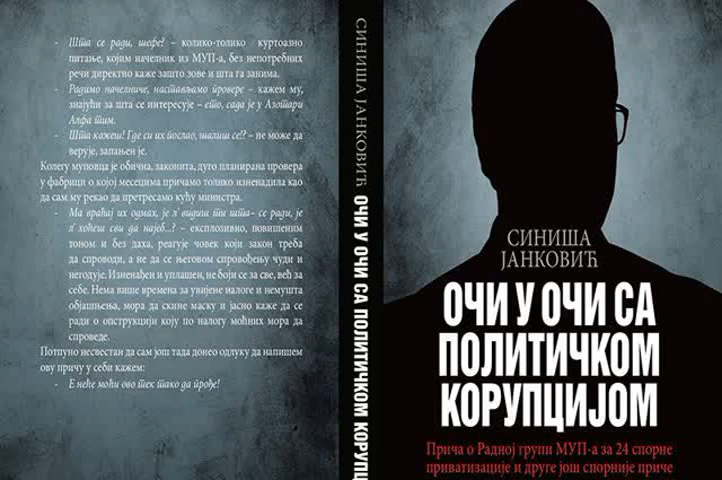 - Шта се ради, шефе? – колико-толико куртоазно
питање, којим начелник из МУП-а, без непотребних
речи директно каже зашто зове и шта га занима.
- Радимо начелниче, настављамо провере – кажем му,
знајући за шта се интересује – ето, сада је у Азотари
Алфа тим.
- Шта кажеш! Где си их послао, шалиш се!? – не може да
верује, запањен је.
Колегу муповца је обична, законита, дуго планирана провера
у фабрици о којој месецима причамо толико изненадила као
да сам му рекао да претресамо кућу министра.
- Ма враћај их одмах, је л' видиш ти шта– се ради, је
л' хоћеш сви да најеб...? – експлозивно, повишеним
тоном и без даха, реагује човек који закон треба
да спроводи, а не да се његовом спровођењу чуди и
негодује. Изненађен и уплашен, не боји се за све, већ за
себе. Нема више времена за увијене налоге и немушта
објашњења, мора да скине маску и јасно каже да се
ради о опструкцији коју по налогу моћних мора да
спроведе.
Потпуно несвестан да сам још тада донео одлуку да напишем
ову причу у себи кажем:
- Е неће моћи ово тек тако да прође!
СИНИША ЈАНКОВИЋ ОЧИ У ОЧИ СА ПОЛИТИЧКОМ КОРУПЦ
СИНИША
ЈАНКОВИЋ
ОЧИ У ОЧИ СА
ПОЛИТИЧКОМ
КОРУПЦИЈОМ
Прича о Радној групи МУП-а за 24 спорне
приватизације и друге још спорније приче